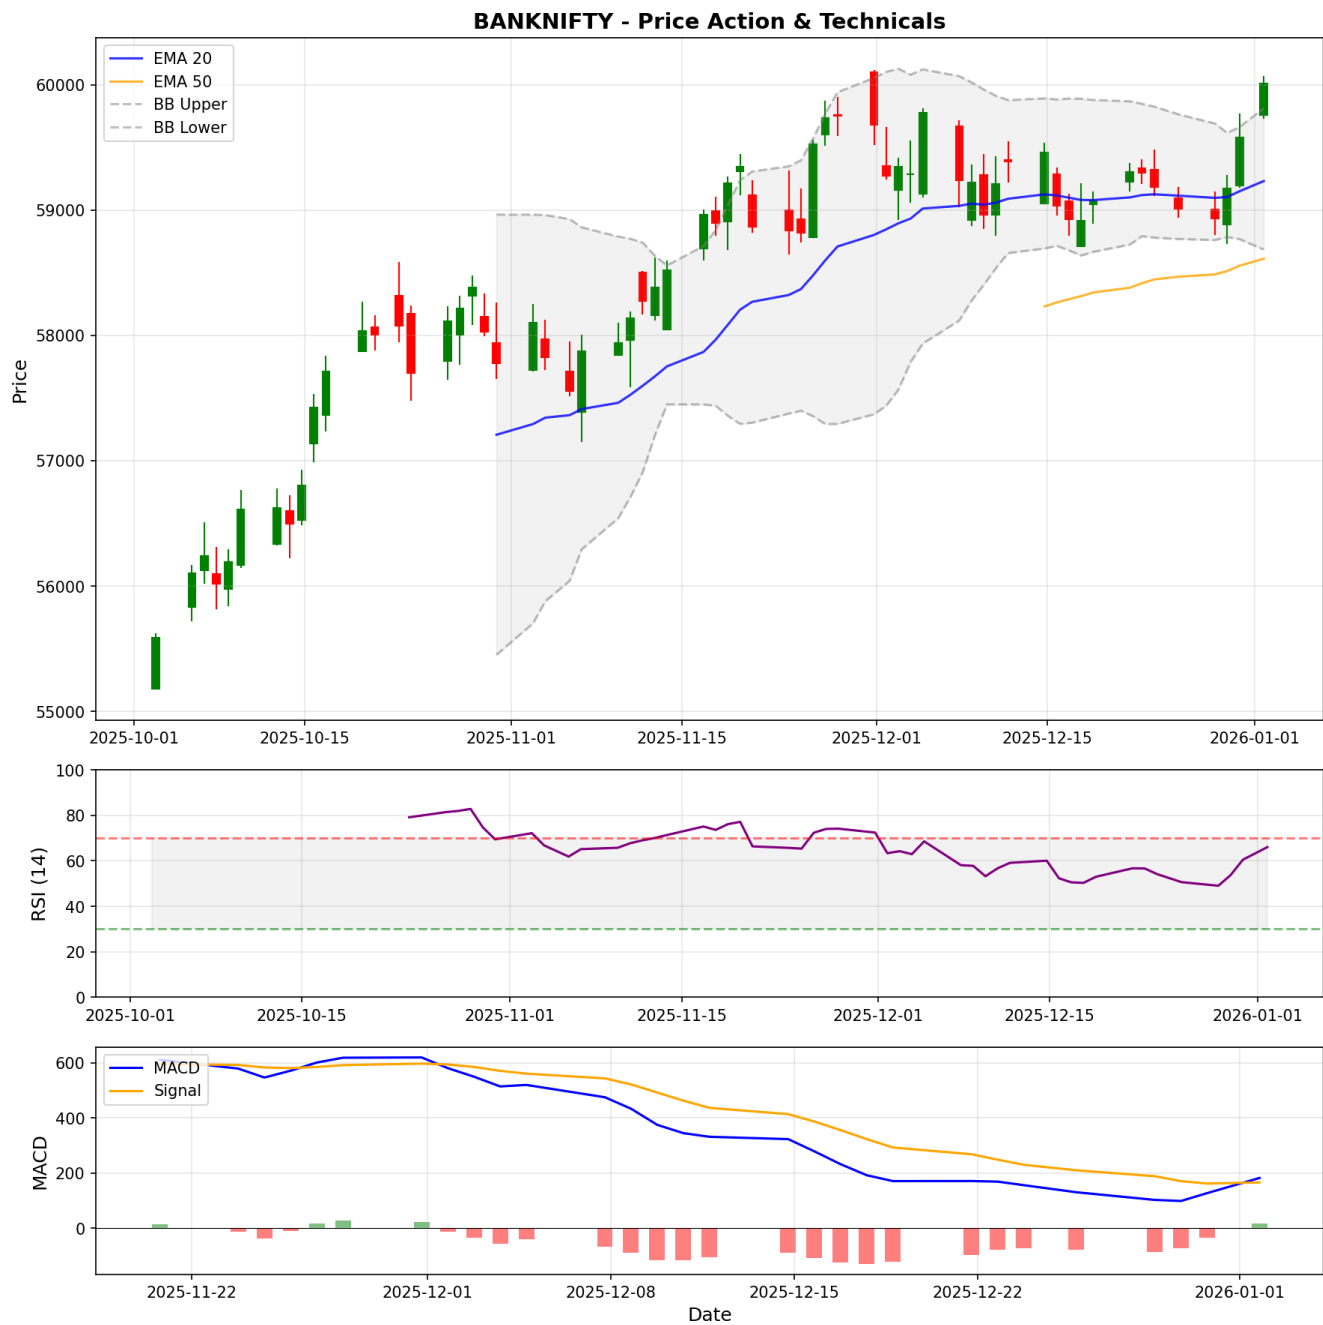 BANKNIFTY - Price Action & Technicals
EMA 20
EMA 50
BB Upper
BB Lower
Price
60000
59000
58000
57000
56000
55000
2025-10-01 2025-10-15 2025-11-01 2025-11-15 2025-12-01 2025-12-15 2026-01-01
RSI (14)
100
80
60
40
20
0
2025-10-01 2025-10-15 2025-11-01 2025-11-15 2025-12-01 2025-12-15 2026-01-01
MACD
Signal
MACD
600
400
200
0
2025-11-22 2025-12-01 2025-12-08 2025-12-15 2025-12-22 2026-01-01
Date